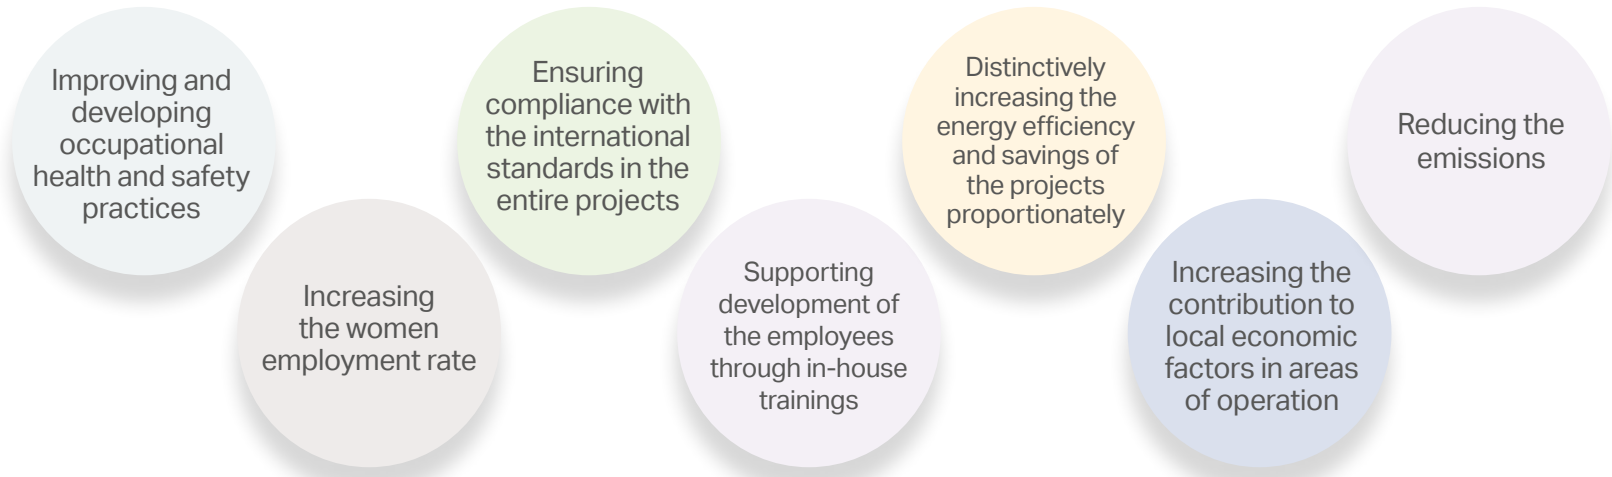 Improving and
developing
occupational
health and safety
practices
Increasing
the women
employment rate
Ensuring
compliance with
the international
standards in the
entire projects
Supporting
development of
the employees
through in-house
trainings
Distinctively
increasing the
energy efficiency
and savings of
the projects
proportionately
Increasing the
contribution to
local economic
factors in areas
of operation
Reducing the
emissions